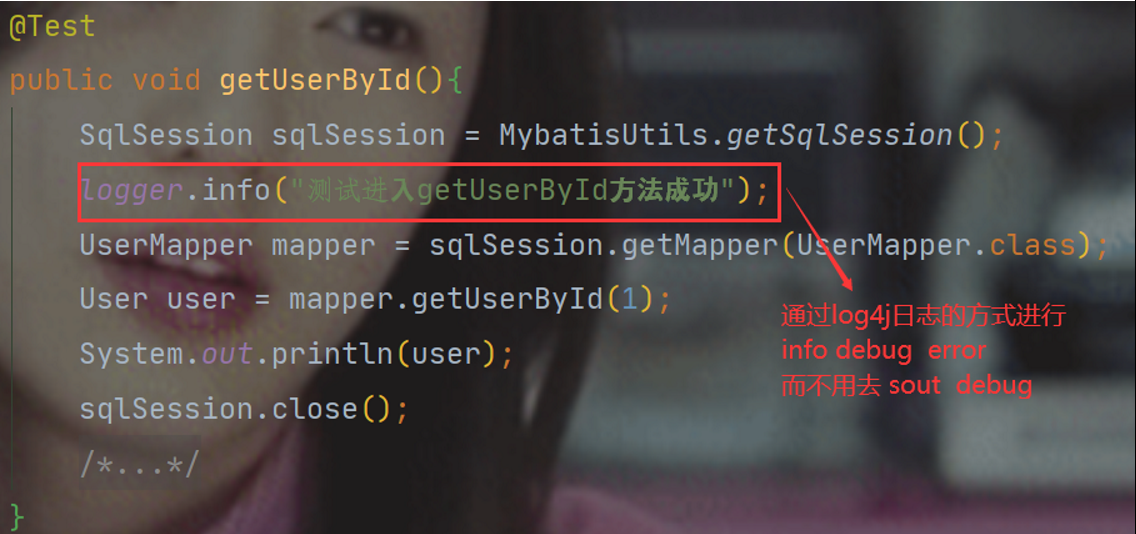 @Test
public void getUserById(){
SqlSession sqlSession = MybatisUtils.getSqlSession();
logger.info("测试进入getUserById方法成功");
UserMapper mapper = sqlSession.getMapper(UserMapper.class);
User user = mapper.getUserById(1);
System.out.println(user);
sqlSession.close();
/*...*/
}
通过log4j日志的方式进行
info debug error
而不用去 sout debug